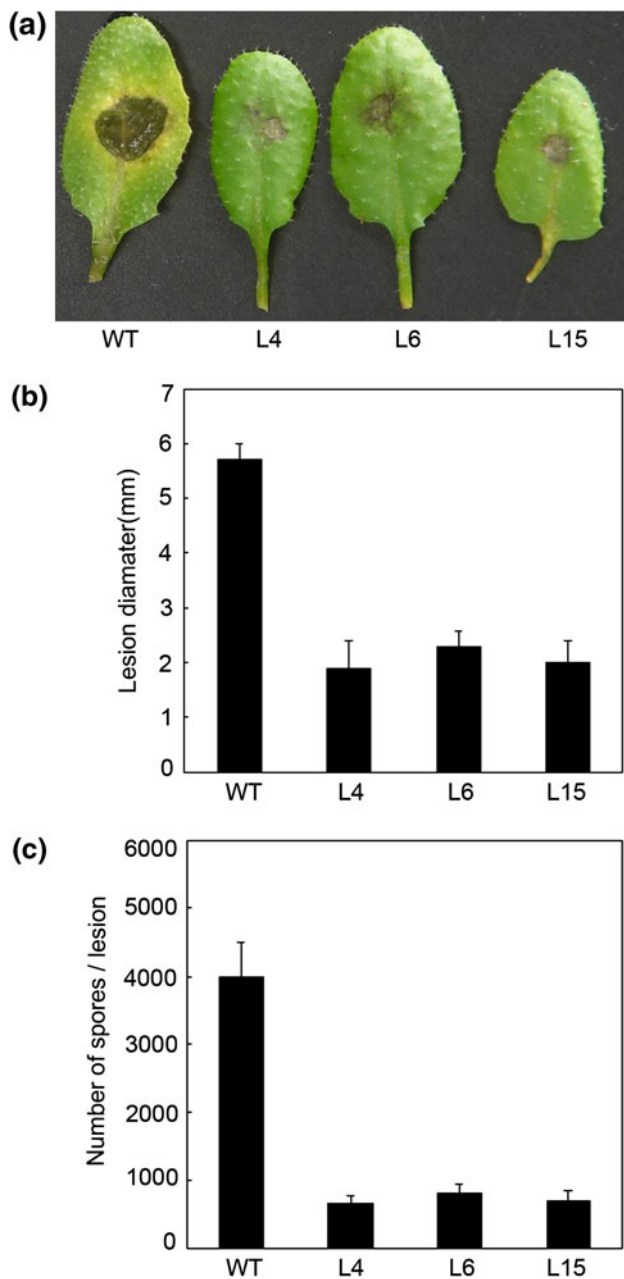 (a)
WT L4 L6 L15
(b)
Lesion diamater(mm)
7
6
5
4
3
2
1
0
WT L4 L6 L15
(c)
Number of spores / lesion
6000
5000
4000
3000
2000
1000
0
WT L4 L6 L15